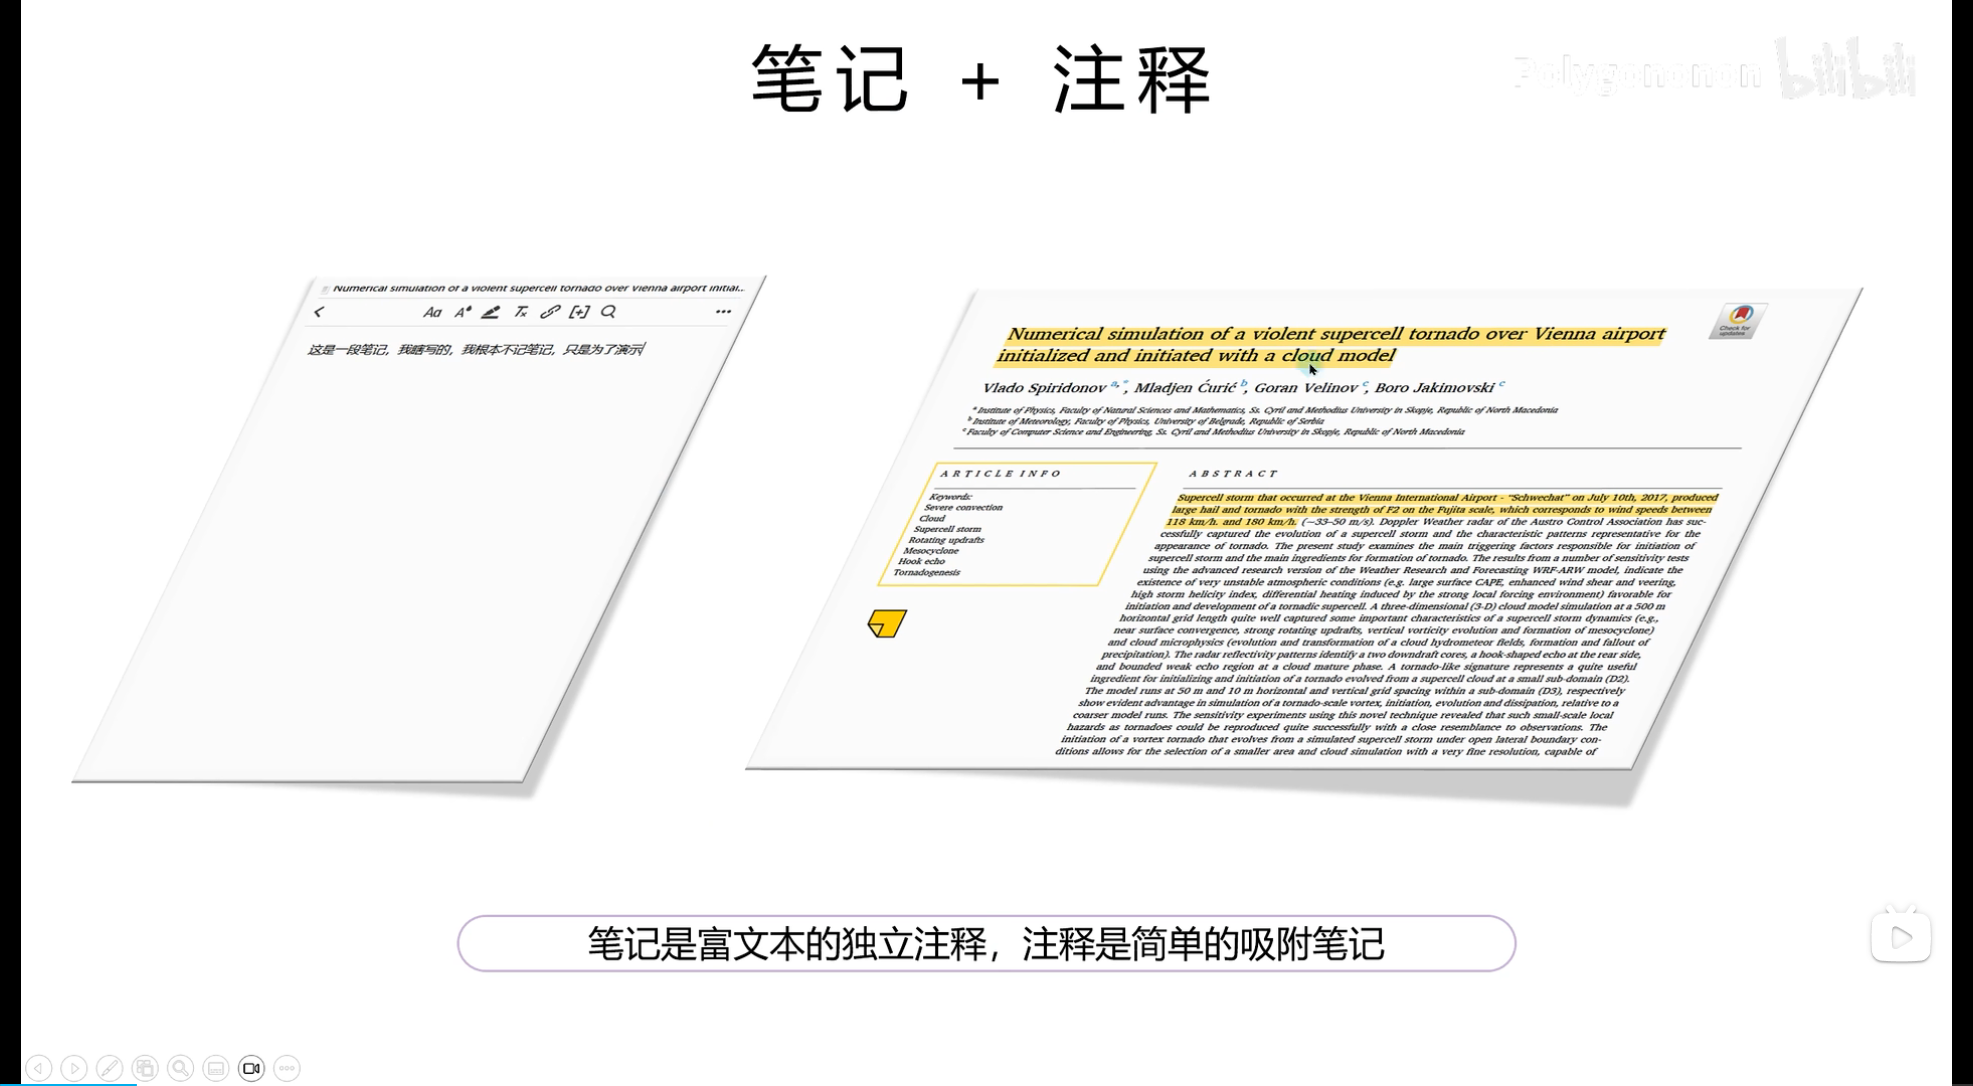 笔记 + 注释
Polygononon bilibili
Numerical simulation of a violent supercell tornado over Vienna airport initial...
Aa
这是一段笔记，我瞎写的，我根本不记笔记，只是为了演示
Numerical simulation of a violent supercell tornado over Vienna airport
initialized and initiated with a cloud model
Check for
updates
Vlado Spiridonov a,*, Mladjen Ćurić b, Goran Velinov c, Boro Jakimovski c
a Institute of Physics, Faculty of Natural Sciences and Mathematics, Ss. Cyril and Methodius University in Skopje, Republic of North Macedonia
b Institute of Meteorology, Faculty of Physics, University of Belgrade, Republic of Serbia
c Faculty of Computer Science and Engineering, Ss. Cyril and Methodius University in Skopje, Republic of North Macedonia
ARTICLE INFO
Keywords:
Severe convection
Cloud
Supercell storm
Rotating updrafts
Mesocyclone
Hook echo
Tornadogenesis
ABSTRACT
Supercell storm that occurred at the Vienna International Airport - “Schwechat” on July 10th, 2017, produced
large hail and tornado with the strength of F2 on the Fujita scale, which corresponds to wind speeds between
118 km/h. and 180 km/h. (~33–50 m/s). Doppler Weather radar of the Austro Control Association has suc-
cessfully captured the evolution of a supercell storm and the characteristic patterns representative for the
appearance of tornado. The present study examines the main triggering factors responsible for initiation of
supercell storm and the main ingredients for formation of tornado. The results from a number of sensitivity tests
using the advanced research version of the Weather Research and Forecasting WRF-ARW model, indicate the
existence of very unstable atmospheric conditions (e.g. large surface CAPE, enhanced wind shear and veering,
high storm helicity index, differential heating induced by the strong local forcing environment) favorable for
initiation and development of a tornadic supercell. A three-dimensional (3-D) cloud model simulation at a 500 m
horizontal grid length quite well captured some important characteristics of a supercell storm dynamics (e.g.,
near surface convergence, strong rotating updrafts, vertical vorticity evolution and formation of mesocyclone)
and cloud microphysics (evolution and transformation of a cloud hydrometeor fields, formation and fallout of
precipitation). The radar reflectivity patterns identify a two downdraft cores, a hook-shaped echo at the rear side,
and bounded weak echo region at a cloud mature phase. A tornado-like signature represents a quite useful
ingredient for initializing and initiation of a tornado evolved from a supercell cloud at a small sub-domain (D2).
The model runs at 50 m and 10 m horizontal and vertical grid spacing within a sub-domain (D3), respectively
show evident advantage in simulation of a tornado-scale vortex, initiation, evolution and dissipation, relative to a
coarser model runs. The sensitivity experiments using this novel technique revealed that such small-scale local
hazards as tornadoes could be reproduced quite successfully with a close resemblance to observations. The
initiation of a vortex tornado that evolves from a simulated supercell storm under open lateral boundary con-
ditions allows for the selection of a smaller area and cloud simulation with a very fine resolution, capable of
笔记是富文本的独立注释，注释是简单的吸附笔记